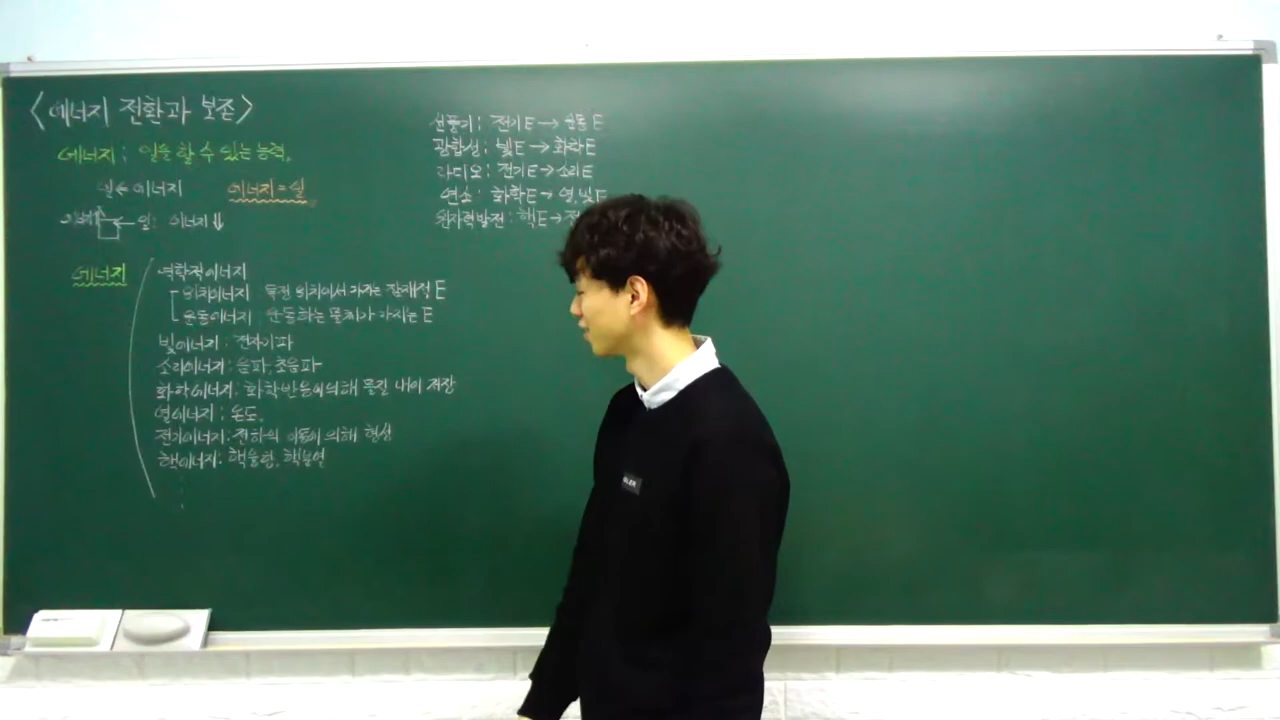 <에너지 전환과 보존>
에너지 : 일을 할 수 있는 능력.
일 ⇄ 에너지 에너지 = 일
에너지↑ ← 일: 에너지⇓
에너지
역학적에너지
위치에너지 : 특정 위치에서 가지는 잠재적 E
운동에너지 : 운동하는 물체가 가지는 E
빛에너지 : 전자기파
소리에너지 : 음파, 초음파
화학에너지 : 화학반응에 의해 물질 내에 저장
열에너지 : 온도.
전기에너지 : 전하의 이동에 의해 형성
핵에너지 : 핵융합, 핵분열
선풍기 : 전기E → 운동 E
광합성 : 빛E → 화학E
라디오 : 전기E → 소리E
연소 : 화학E → 열, 빛E
원자력발전 : 핵E → 전